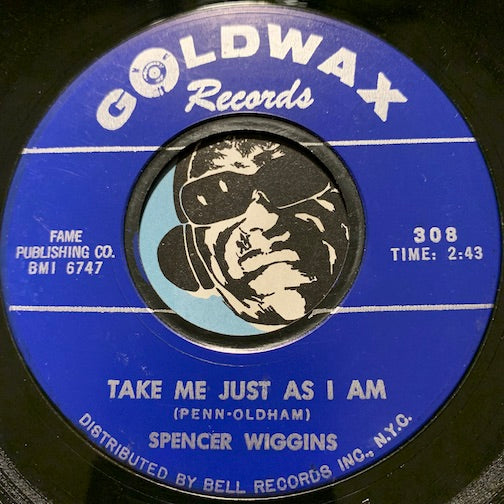 GOLDWAX
Records
FAME
PUBLISHING CO.
BMI 6747
308
TIME: 2:43
TAKE ME JUST AS I AM
(PENN-OLDHAM)
SPENCER WIGGINS
DISTRIBUTED BY BELL RECORDS INC., N.Y.C.